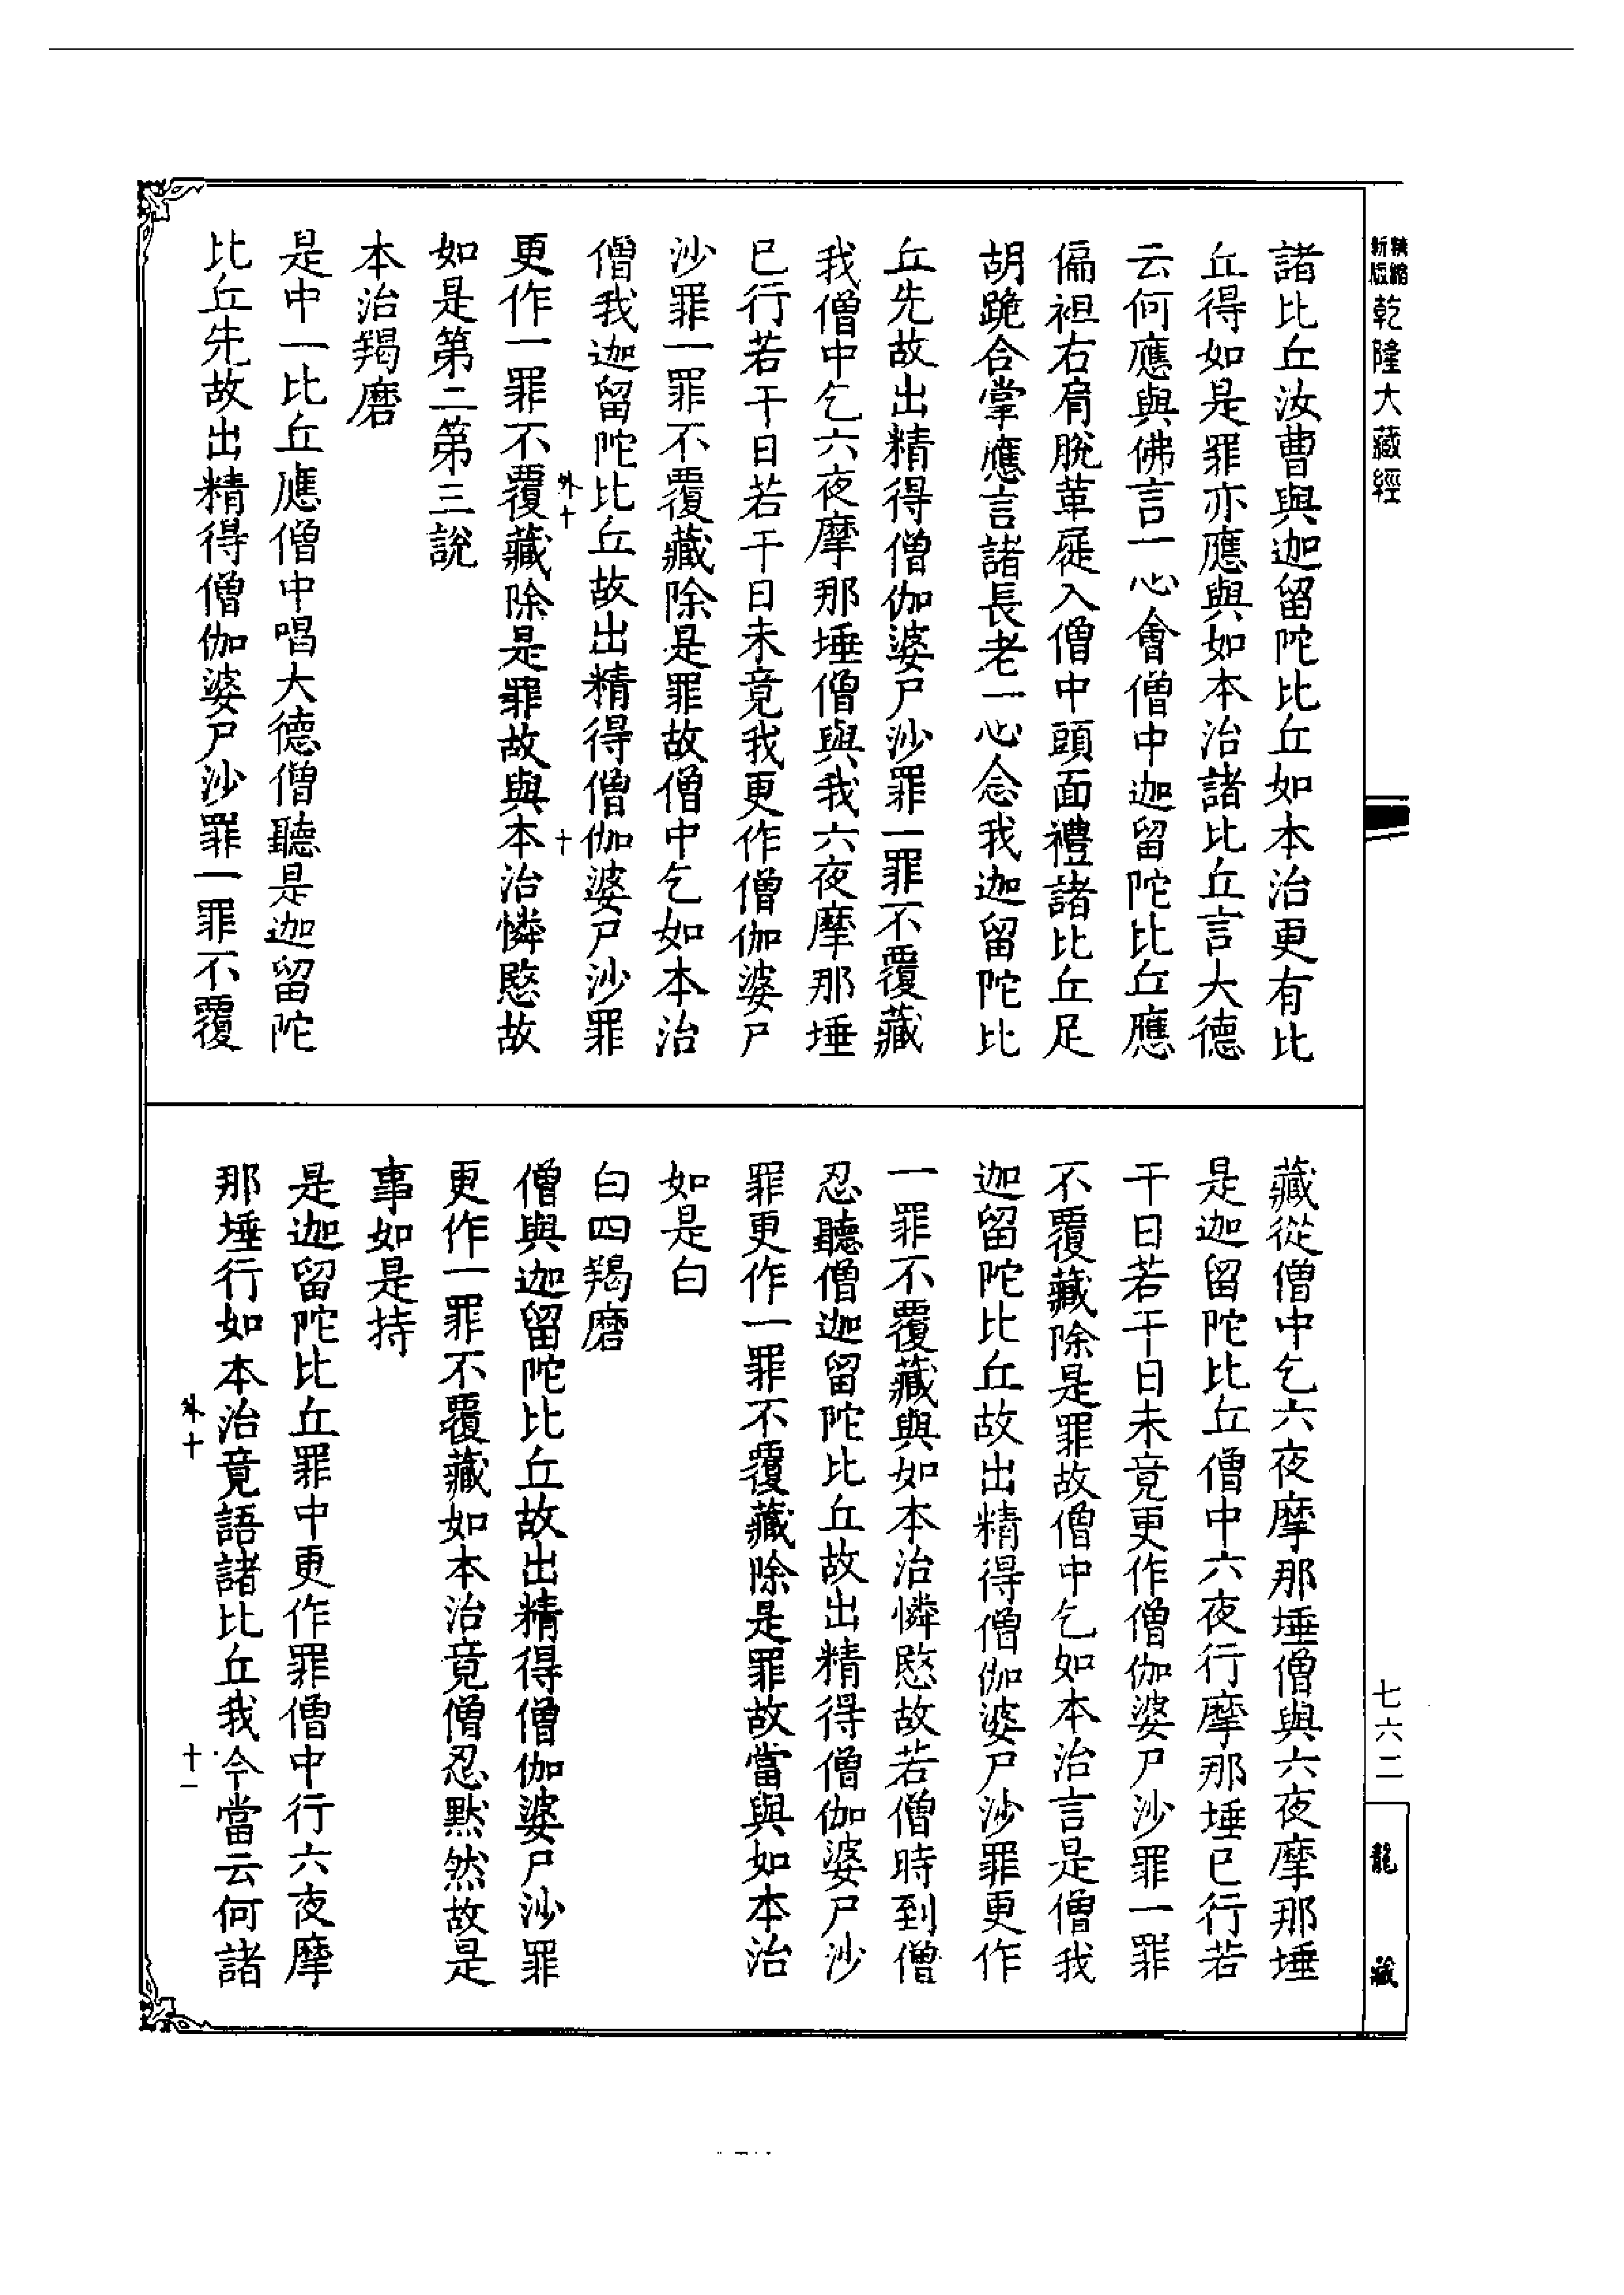 精縮新版乾隆大藏經
七六二
龍藏
諸比丘汝曹與迦留陀比丘如本治更有比
丘得如是罪亦應與如本治諸比丘言大德
云何應與佛言一心會僧中迦留陀比丘應
偏袒右肩脫革屣入僧中頭面禮諸比丘足
胡跪合掌應言諸長老一心念我迦留陀比
丘先故出精得僧伽婆尸沙罪一罪不覆藏
我僧中乞六夜摩那埵僧與我六夜摩那埵
已行若干日若干日未竟我更作僧伽婆尸
沙罪一罪不覆藏除是罪故僧中乞如本治
僧我迦留陀比丘故出精得僧伽婆尸沙罪
外十 十
更作一罪不覆藏除是罪故與本治憐愍故
如是第二第三說
本治羯磨
是中一比丘應僧中唱大德僧聽是迦留陀
比丘先故出精得僧伽婆尸沙罪一罪不覆
藏從僧中乞六夜摩那埵僧與六夜摩那埵
是迦留陀比丘僧中六夜行摩那埵已行若
干日若干日未竟更作僧伽婆尸沙罪一罪
不覆藏除是罪故僧中乞如本治言是僧我
迦留陀比丘故出精得僧伽婆尸沙罪更作
一罪不覆藏與如本治憐愍故若僧時到僧
忍聽僧迦留陀比丘故出精得僧伽婆尸沙
罪更作一罪不覆藏除是罪故當與如本治
如是白
白四羯磨
僧與迦留陀比丘故出精得僧伽婆尸沙罪
更作一罪不覆藏如本治竟僧忍默然故是
事如是持
是迦留陀比丘罪中更作罪僧中行六夜摩
那埵行如本治竟語諸比丘我今當云何諸
外十 十一